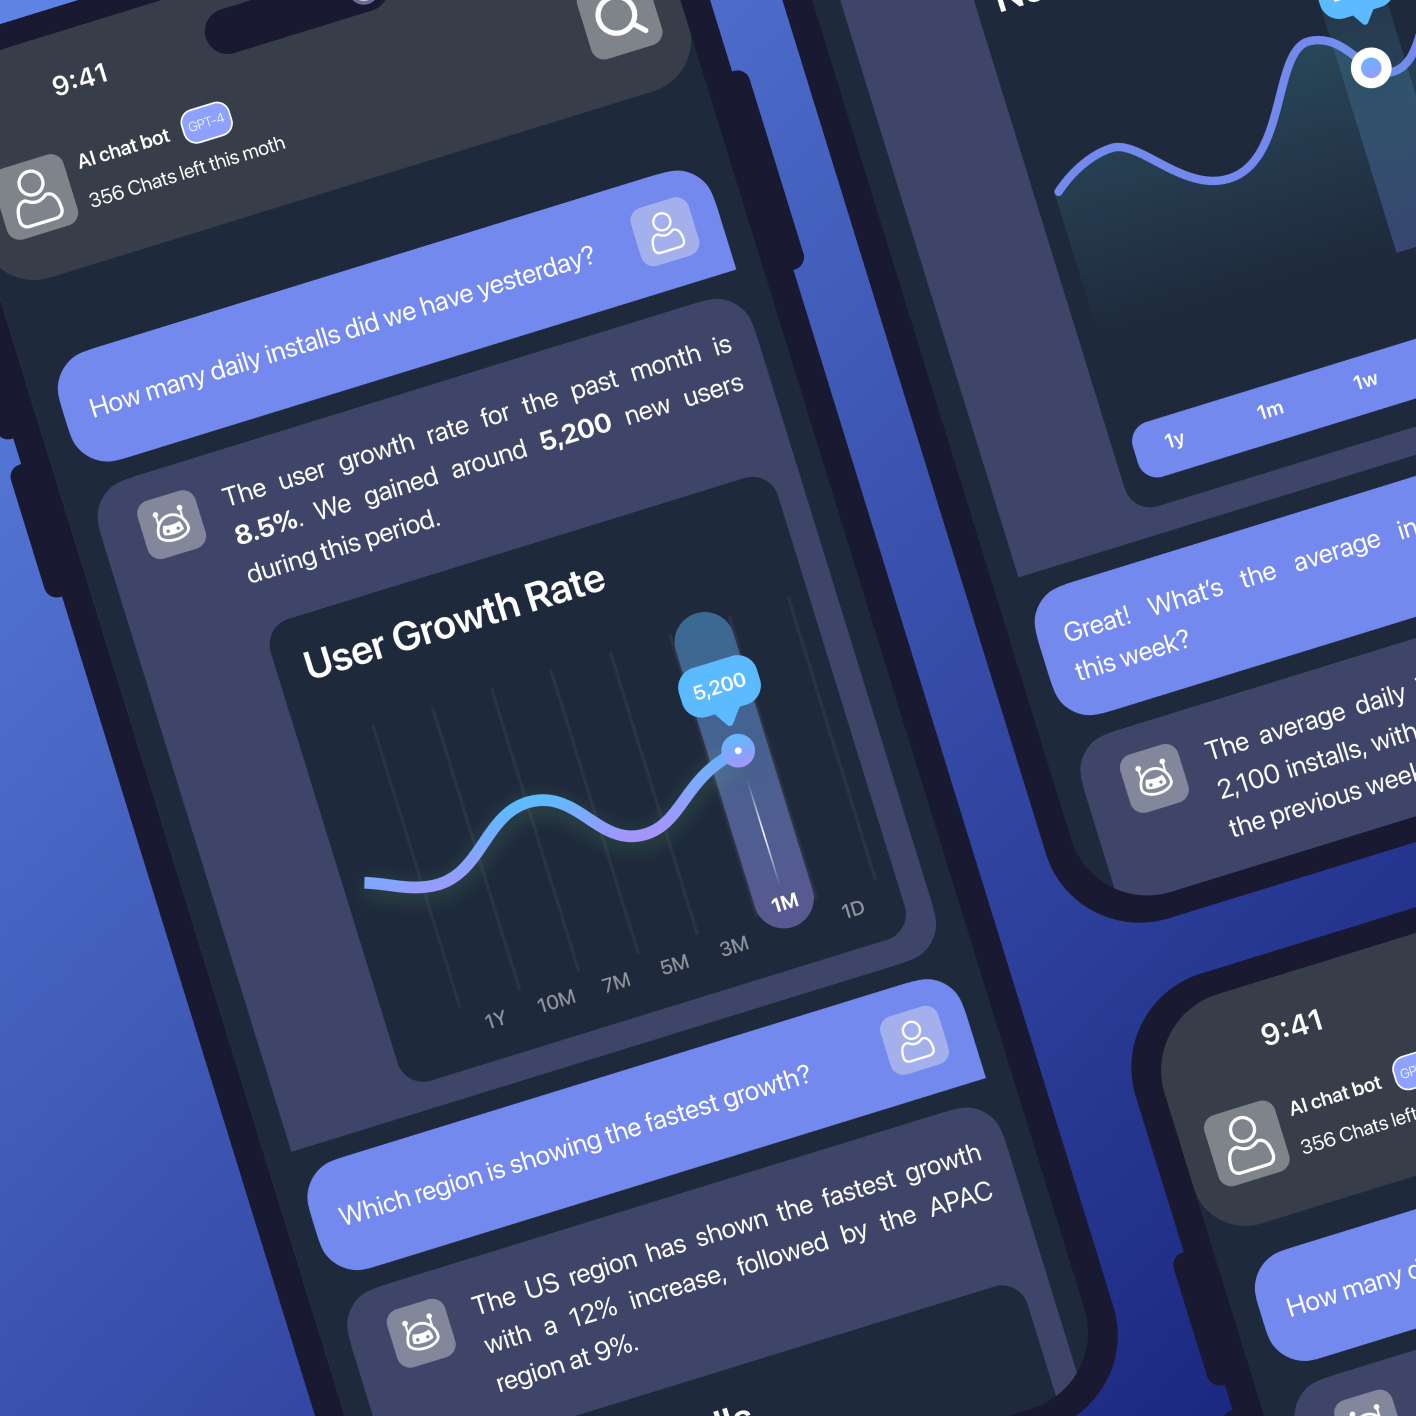 9:41
AI chat bot GPT-4
356 Chats left this moth
How many daily installs did we have yesterday?
The user growth rate for the past month is
8.5%. We gained around 5,200 new users
during this period.
User Growth Rate
5,200
1Y 10M 7M 5M 3M 1M 1D
Which region is showing the fastest growth?
The US region has shown the fastest growth
with a 12% increase, followed by the APAC
region at 9%.
1y 1m 1w
Great! What's the average
this week?
The average daily
2,100 installs, with
the previous week
9:41
AI chat bot
356 Chats left
How many